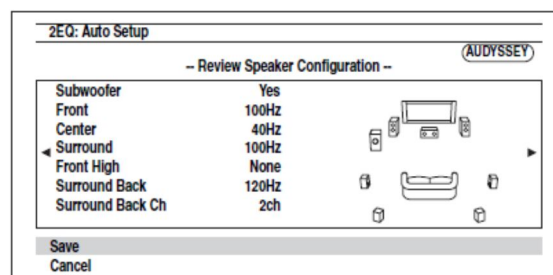 2EQ: Auto Setup
AUDYSSEY
-- Review Speaker Configuration --
Subwoofer Yes
Front 100Hz
Center 40Hz
Surround 100Hz
Front High None
Surround Back 120Hz
Surround Back Ch 2ch
Save
Cancel